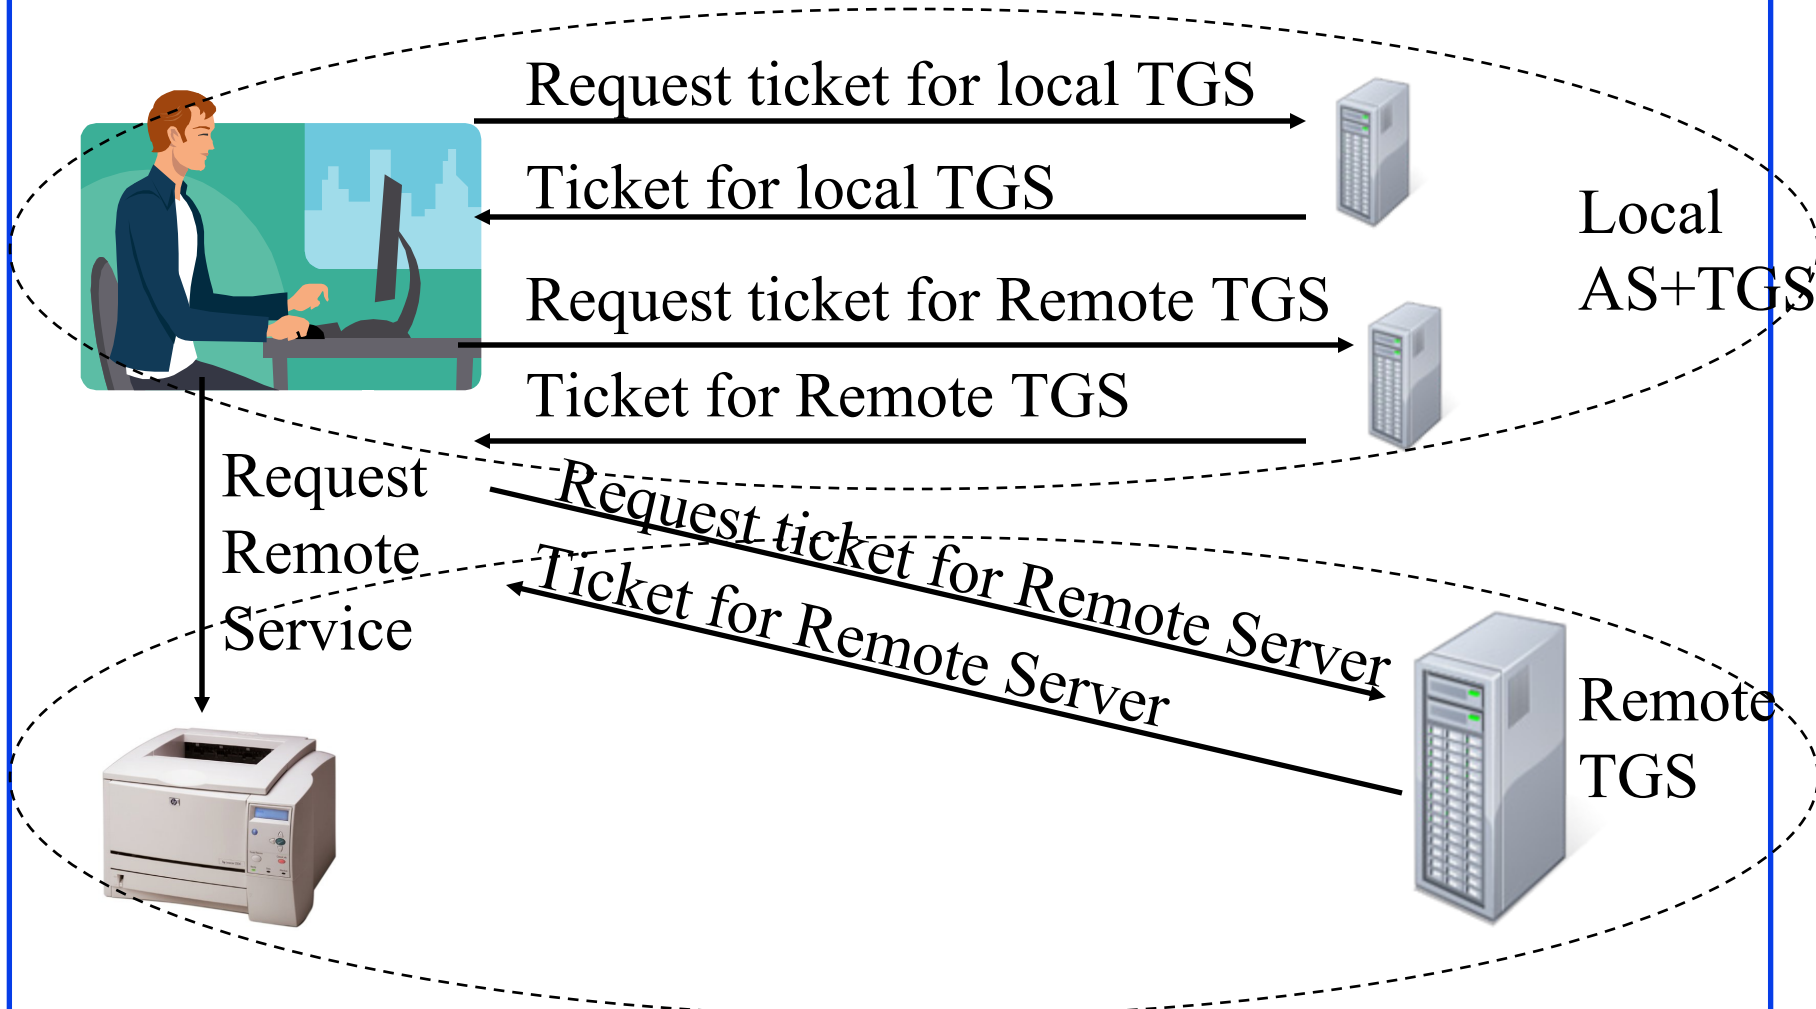 Request ticket for local TGS
Ticket for local TGS
Local
AS+TGS
Request ticket for Remote TGS
Ticket for Remote TGS
Request
Remote
Service
Request ticket for Remote Server
Ticket for Remote Server
Remote
TGS
hp